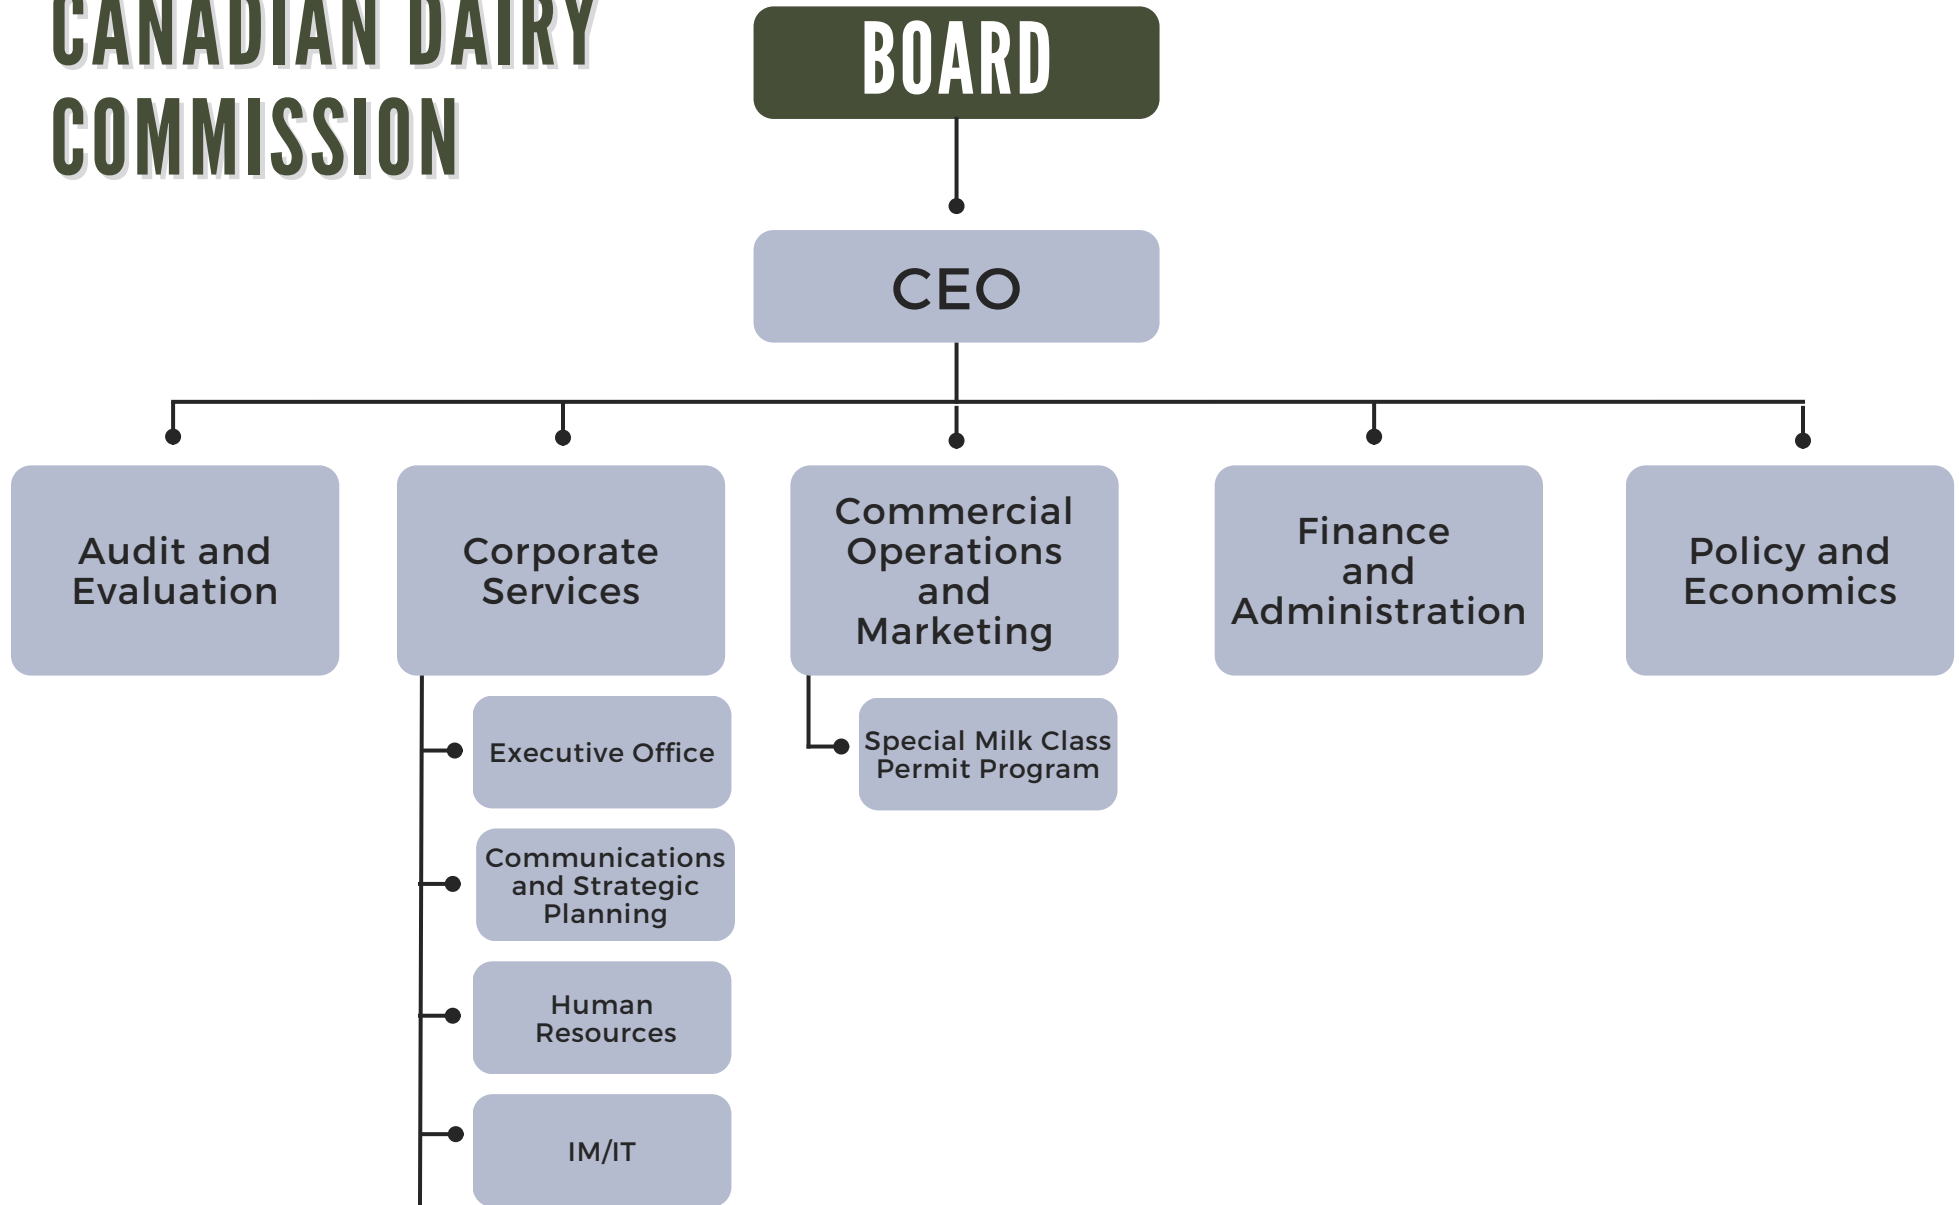 CANADIAN DAIRY
COMMISSION
BOARD
CEO
Audit and
Evaluation
Corporate
Services
Commercial
Operations
and
Marketing
Finance
and
Administration
Policy and
Economics
Executive Office
Communications
and Strategic
Planning
Human
Resources
IM/IT
Special Milk Class
Permit Program